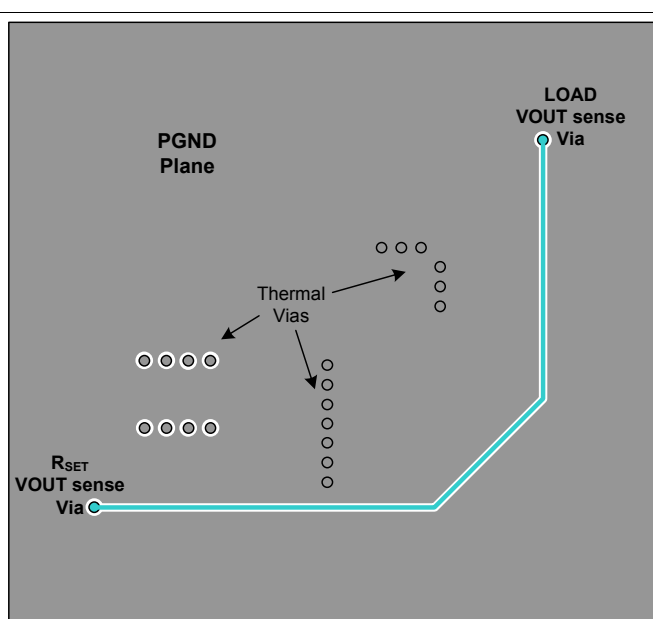 LOAD
VOUT sense
Via
PGND
Plane
Thermal
Vias
RSET
VOUT sense
Via